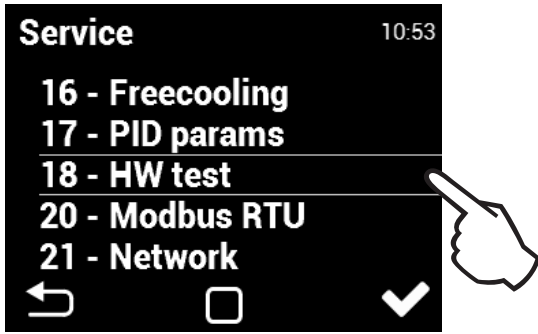 Service 10:53
16 - Freecooling
17 - PID params
18 - HW test
20 - Modbus RTU
21 - Network